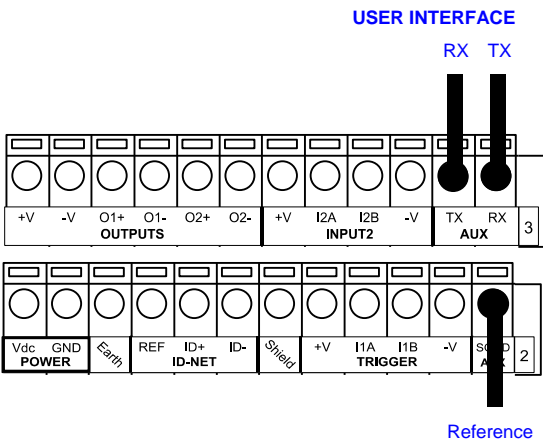 USER INTERFACE
RX TX
+V -V O1+ O1- O2+ O2- +V I2A I2B -V TX RX
OUTPUTS INPUT2 AUX 3
Vdc GND Earth REF ID+ ID- Shield +V I1A I1B -V
POWER ID-NET TRIGGER 2
Reference